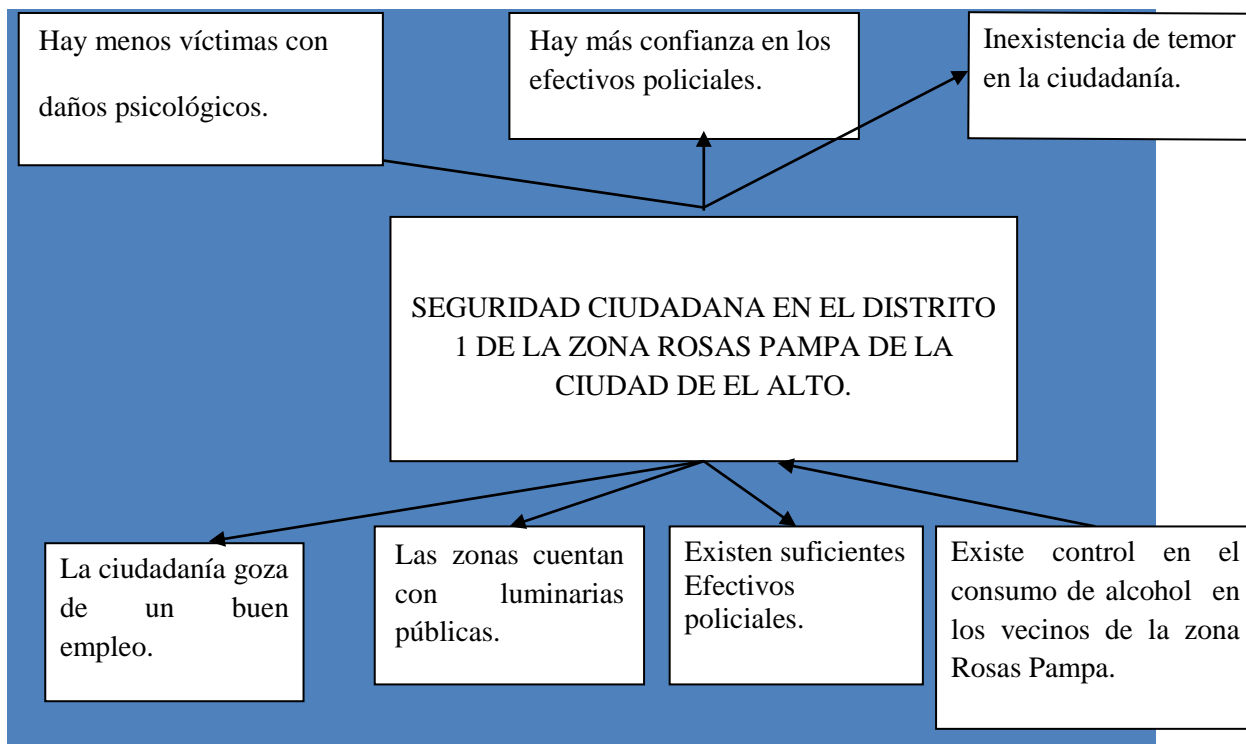 Hay menos víctimas con
daños psicológicos.
Hay más confianza en los
efectivos policiales.
Inexistencia de temor
en la ciudadanía.
SEGURIDAD CIUDADANA EN EL DISTRITO
1 DE LA ZONA ROSAS PAMPA DE LA
CIUDAD DE EL ALTO.
La ciudadanía goza
de un buen
empleo.
Las zonas cuentan
con luminarias
públicas.
Existen suficientes
Efectivos
policiales.
Existe control en el
consumo de alcohol en
los vecinos de la zona
Rosas Pampa.